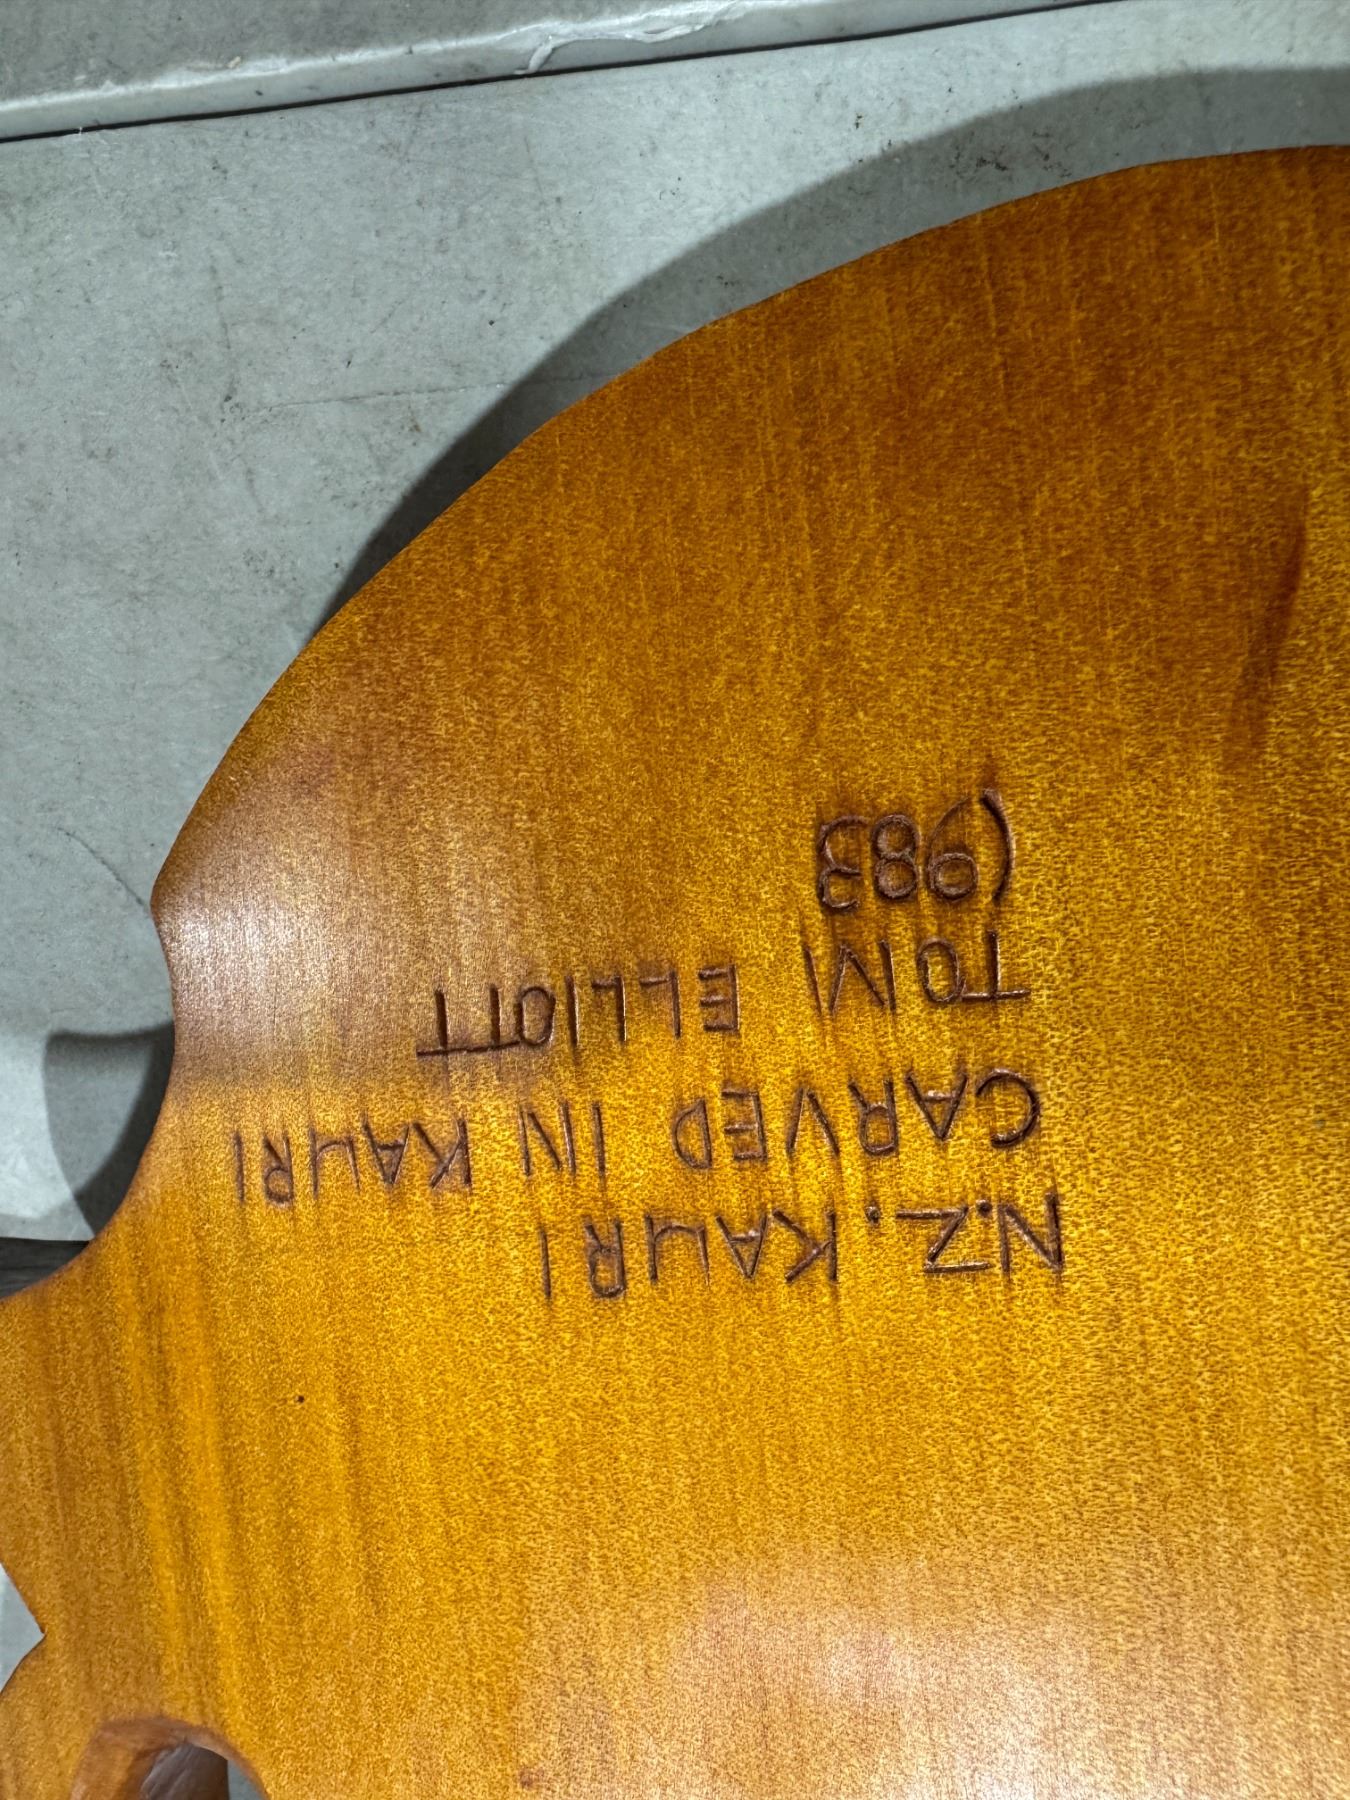 N.Z. KAURI
CARVED IN KAURI
TOM ELLIOTT
1983